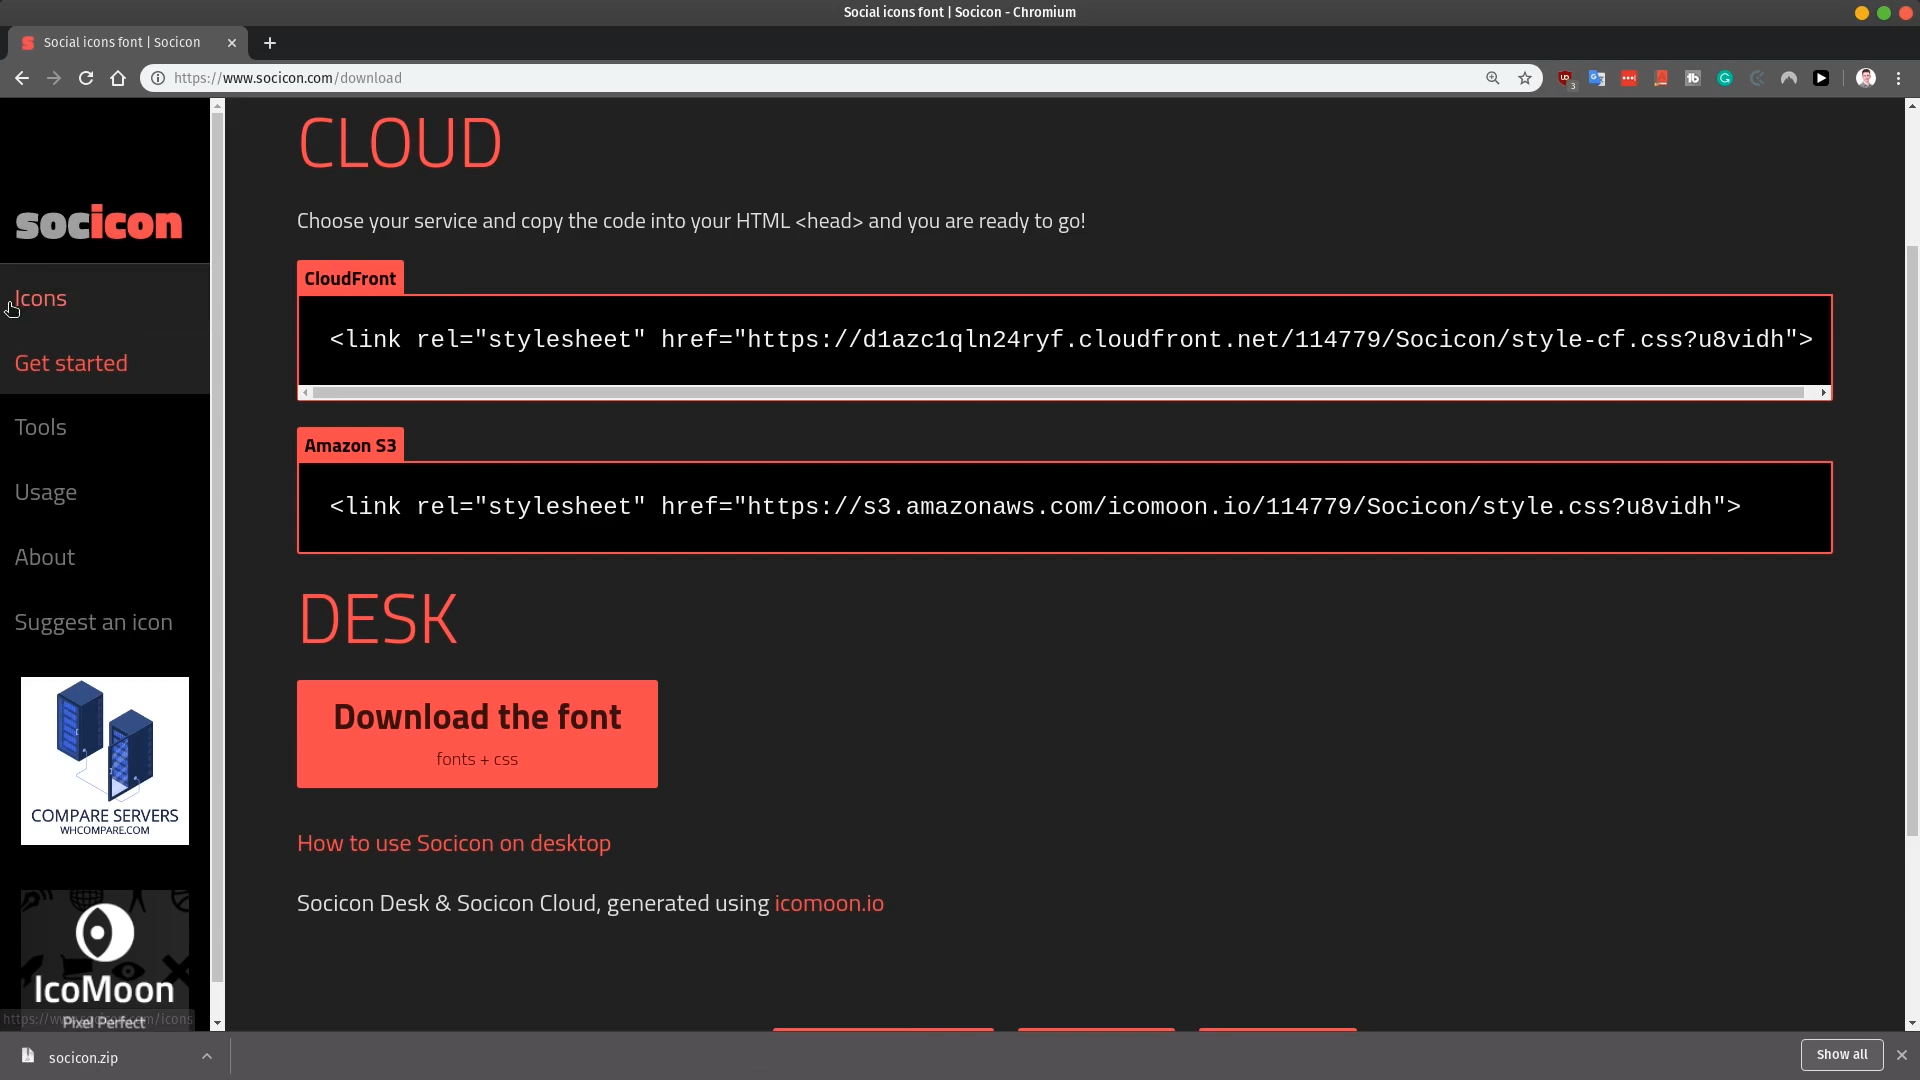 Social icons font | Socicon - Chromium
Social icons font | Socicon
https://www.socicon.com/download
3
socicon
Icons
Get started
Tools
Usage
About
Suggest an icon
COMPARE SERVERS
WHCOMPARE.COM
IcoMoon
Pixel Perfect
CLOUD
Choose your service and copy the code into your HTML <head> and you are ready to go!
CloudFront
<link rel="stylesheet" href="https://d1azc1qln24ryf.cloudfront.net/114779/Socicon/style-cf.css?u8vidh">
Amazon S3
<link rel="stylesheet" href="https://s3.amazonaws.com/icomoon.io/114779/Socicon/style.css?u8vidh">
DESK
Download the font
fonts + css
How to use Socicon on desktop
Socicon Desk & Socicon Cloud, generated using icomoon.io
socicon.zip
Show all